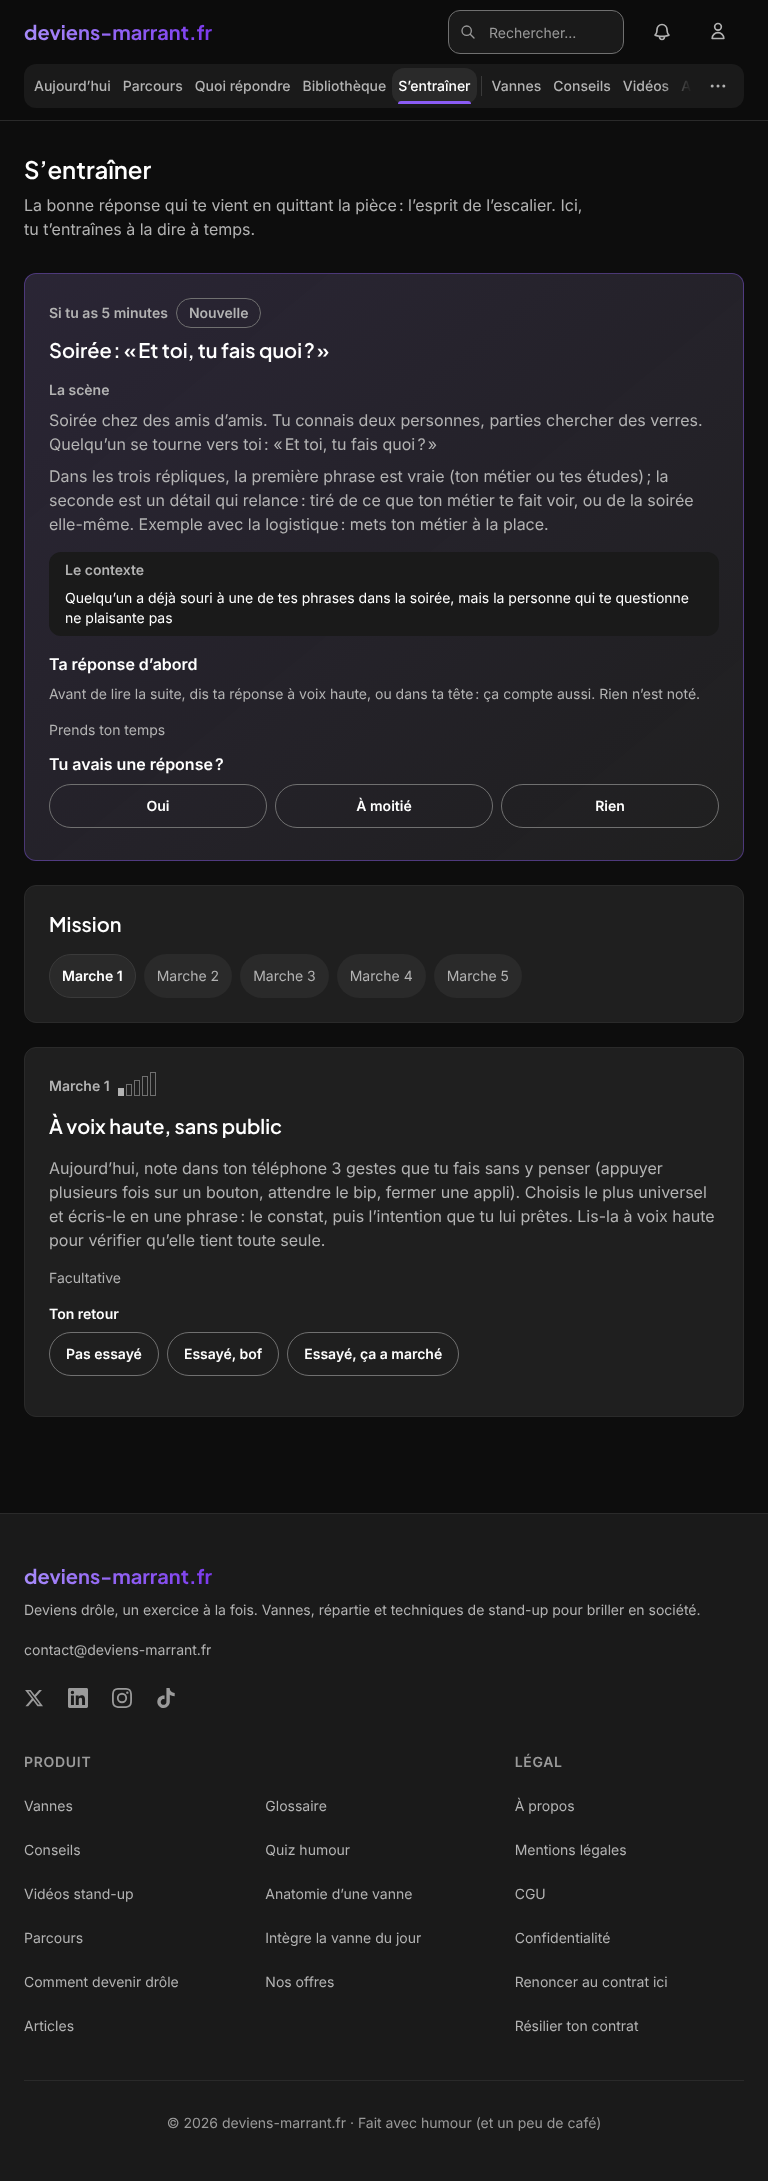 deviens-marrant.fr
Rechercher...
Aujourd’hui Parcours Quoi répondre Bibliothèque S’entraîner Vannes Conseils Vidéos
S’entraîner
La bonne réponse qui te vient en quittant la pièce : l’esprit de l’escalier. Ici,
tu t’entraînes à la dire à temps.
Si tu as 5 minutes Nouvelle
Soirée : « Et toi, tu fais quoi ? »
La scène
Soirée chez des amis d’amis. Tu connais deux personnes, parties chercher des verres.
Quelqu’un se tourne vers toi : « Et toi, tu fais quoi ? »
Dans les trois répliques, la première phrase est vraie (ton métier ou tes études) ; la
seconde est un détail qui relance : tiré de ce que ton métier te fait voir, ou de la soirée
elle-même. Exemple avec la logistique : mets ton métier à la place.
Le contexte
Quelqu’un a déjà souri à une de tes phrases dans la soirée, mais la personne qui te questionne
ne plaisante pas
Ta réponse d’abord
Avant de lire la suite, dis ta réponse à voix haute, ou dans ta tête : ça compte aussi. Rien n’est noté.
Prends ton temps
Tu avais une réponse ?
Oui À moitié Rien
Mission
Marche 1 Marche 2 Marche 3 Marche 4 Marche 5
Marche 1
À voix haute, sans public
Aujourd’hui, note dans ton téléphone 3 gestes que tu fais sans y penser (appuyer
plusieurs fois sur un bouton, attendre le bip, fermer une appli). Choisis le plus universel
et écris-le en une phrase : le constat, puis l’intention que tu lui prêtes. Lis-la à voix haute
pour vérifier qu’elle tient toute seule.
Facultative
Ton retour
Pas essayé Essayé, bof Essayé, ça a marché
deviens-marrant.fr
Deviens drôle, un exercice à la fois. Vannes, répartie et techniques de stand-up pour briller en société.
contact@deviens-marrant.fr
PRODUIT LÉGAL
Vannes Glossaire À propos
Conseils Quiz humour Mentions légales
Vidéos stand-up Anatomie d’une vanne CGU
Parcours Intègre la vanne du jour Confidentialité
Comment devenir drôle Nos offres Renoncer au contrat ici
Articles Résilier ton contrat
© 2026 deviens-marrant.fr · Fait avec humour (et un peu de café)